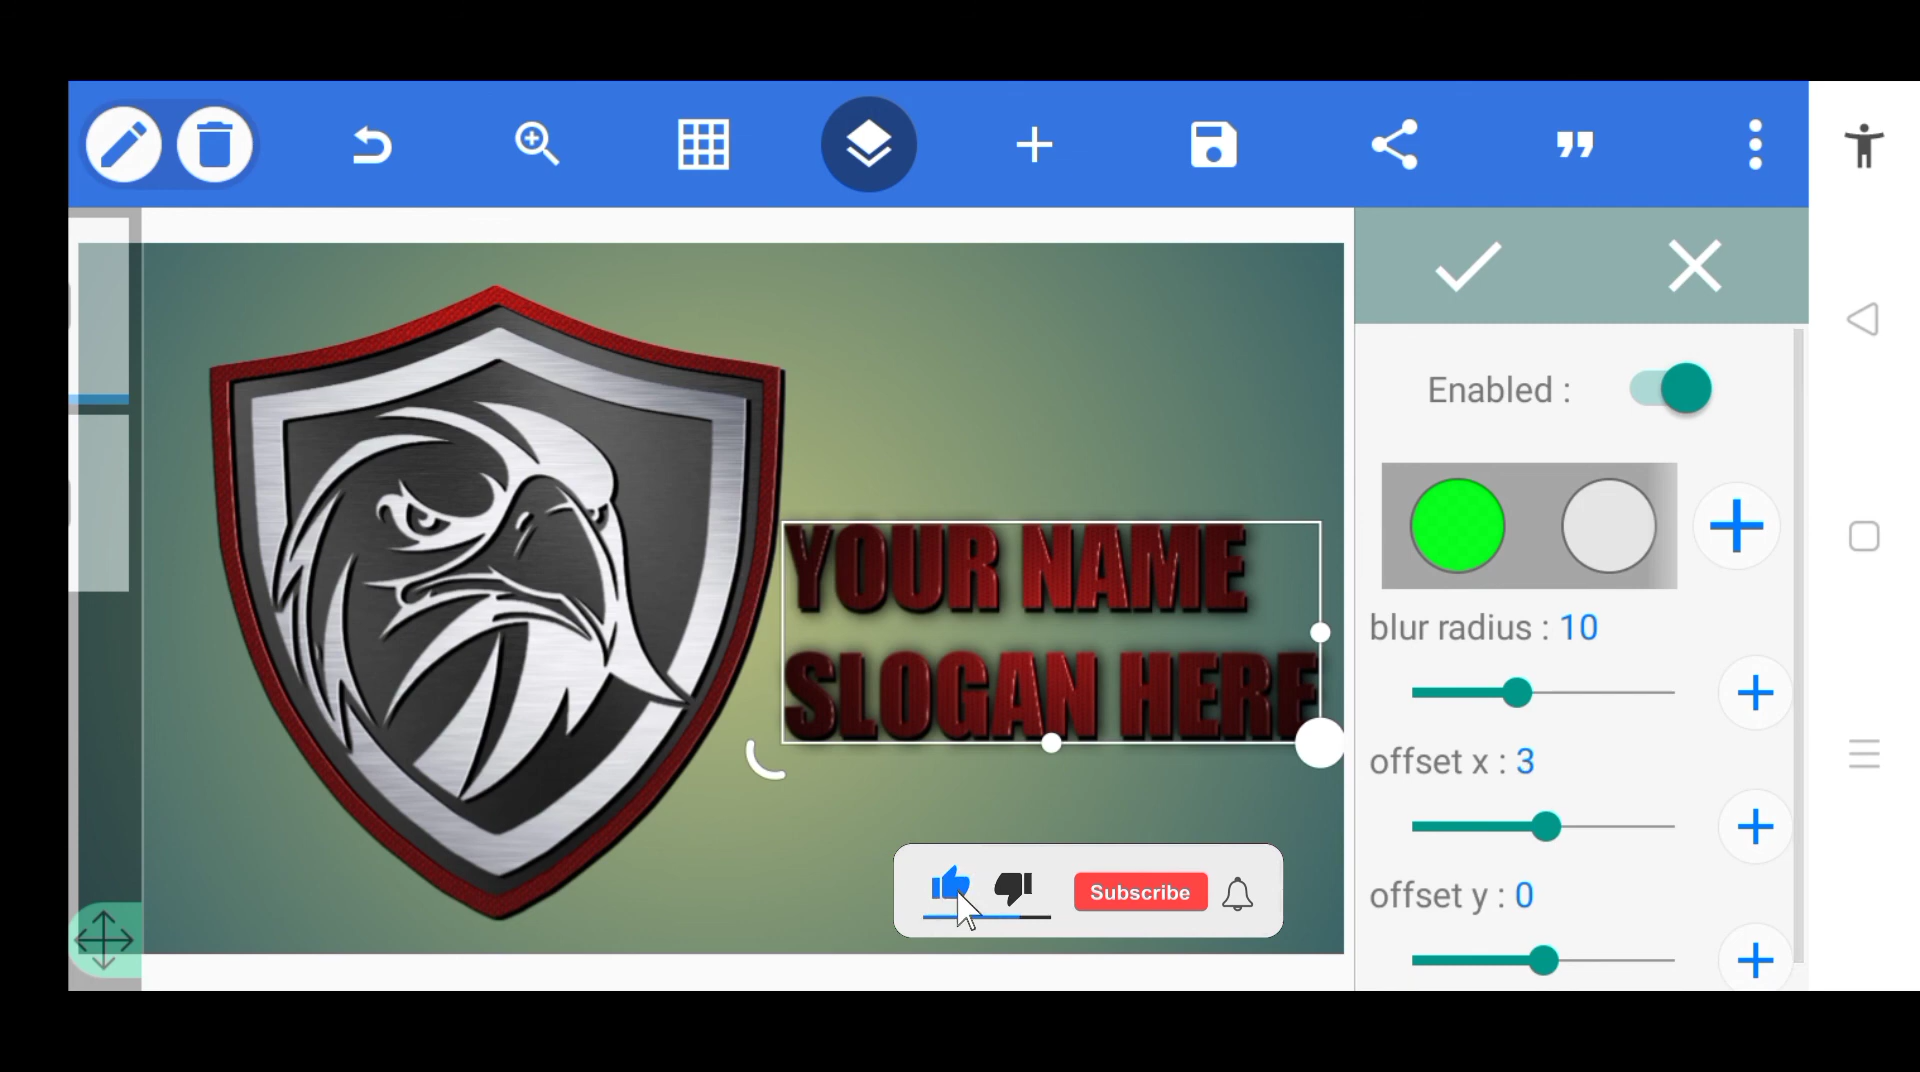 Enabled :
YOUR NAME
SLOGAN HERE
blur radius : 10
offset x : 3
offset y : 0
Subscribe